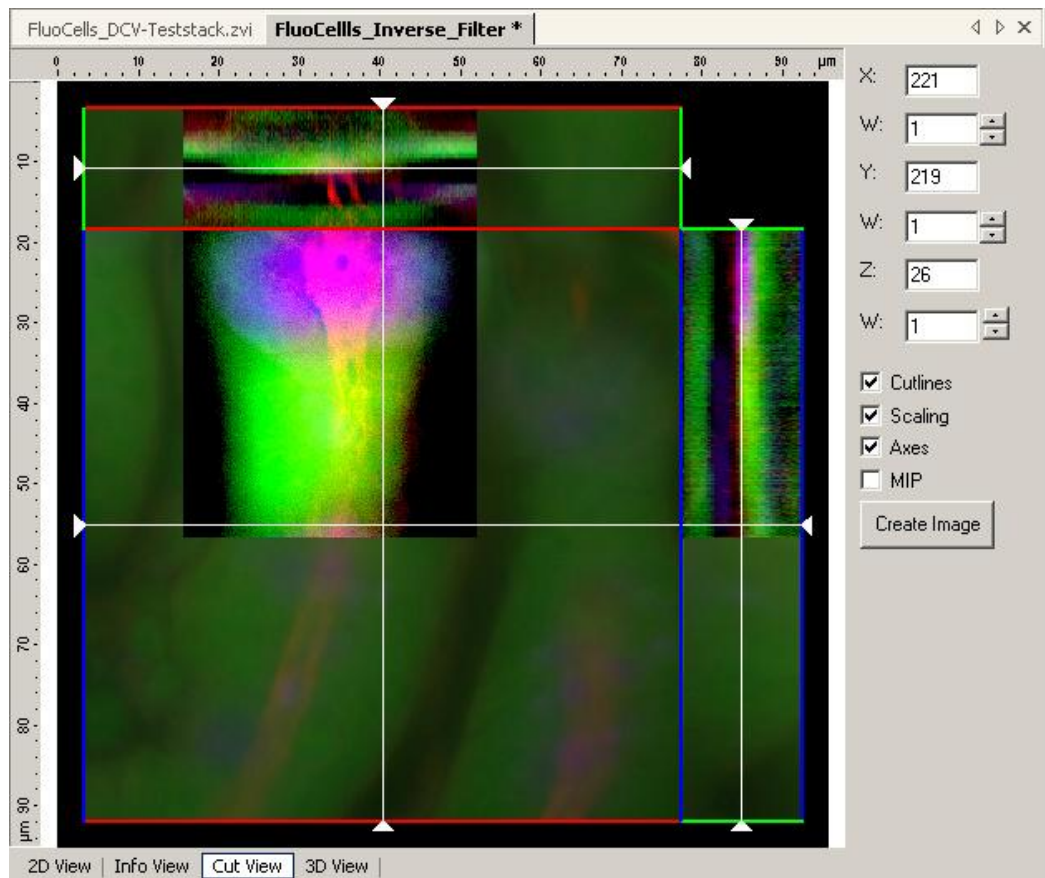 FluoCells_DCV-Teststack.zvi FluoCellls_Inverse_Filter *
0 10 20 30 40 50 60 70 80 90 µm
10
20
30
40
50
60
70
80
90
µm
X: 221
W: 1
Y: 219
W: 1
Z: 26
W: 1
Cutlines
Scaling
Axes
MIP
Create Image
2D View | Info View | Cut View | 3D View